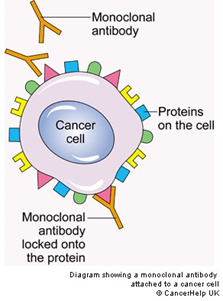 Monoclonal
antibody
Proteins
on the cell
Cancer
cell
Monoclonal
antibody
locked onto
the protein
Diagram showing a monoclonal antibody
attached to a cancer cell
© CancerHelp UK